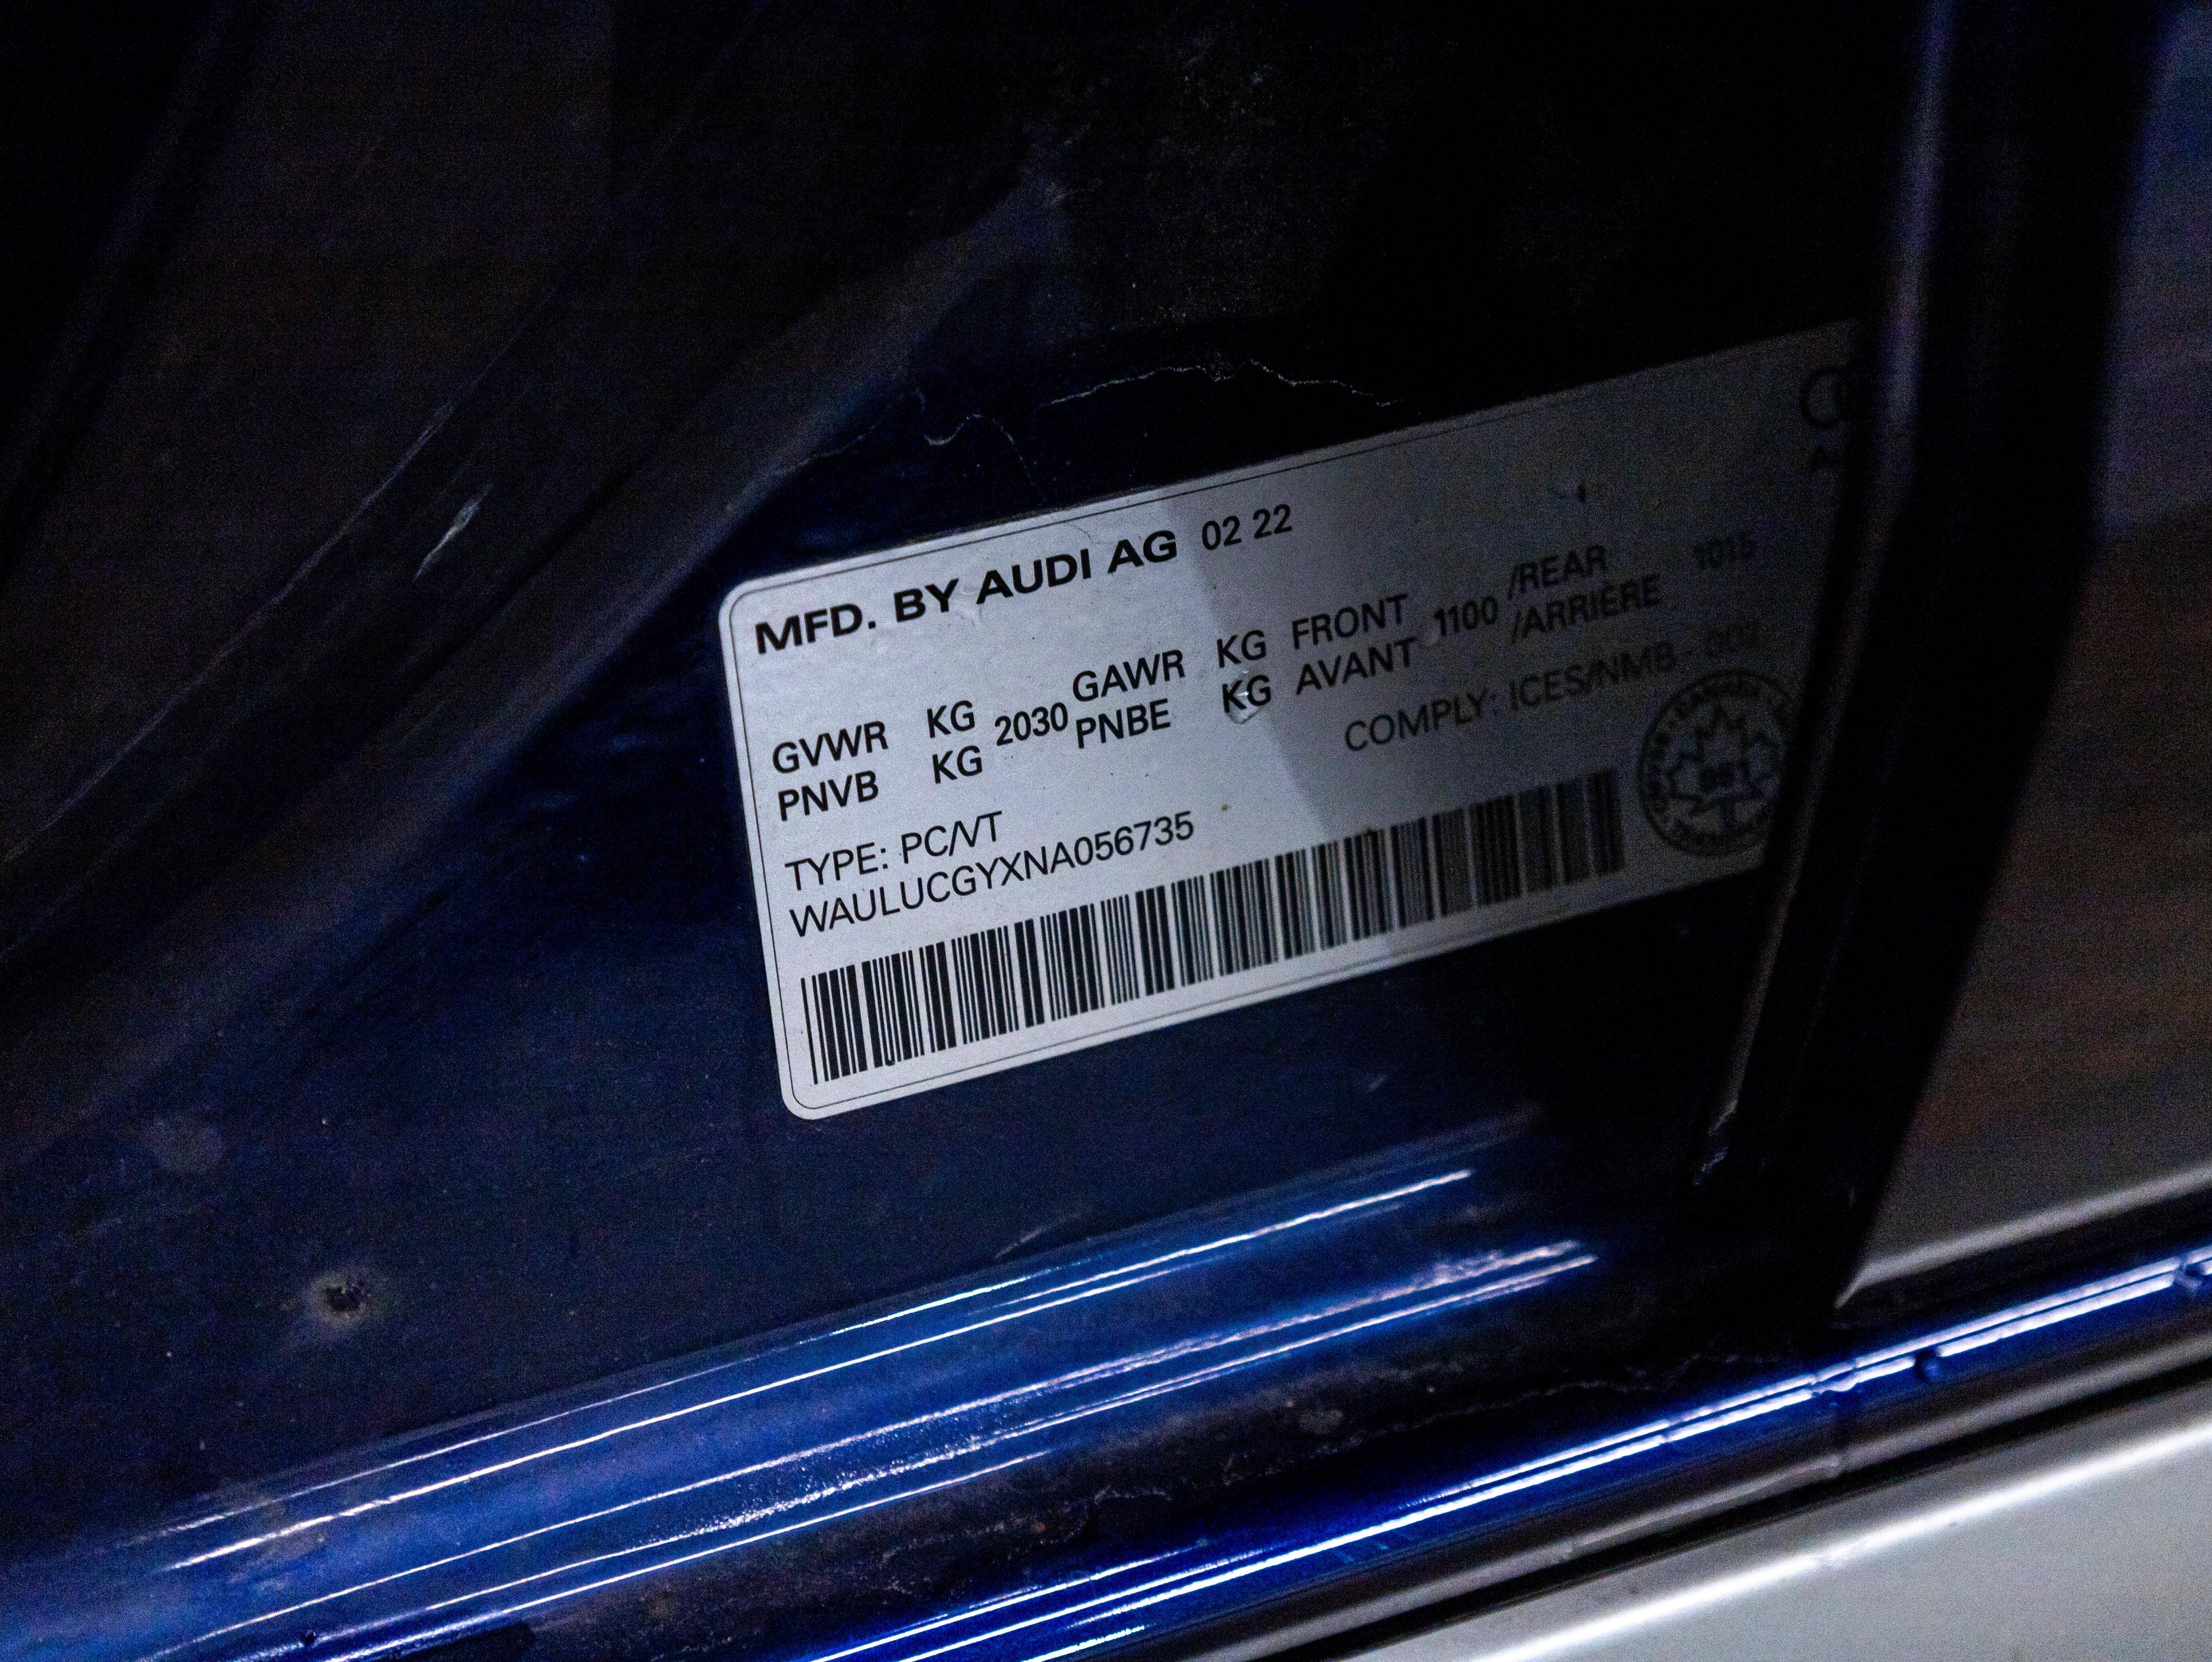 MFD. BY AUDI AG 02 22
GVWR KG 2030 GAWR KG FRONT 1100 /REAR 1015
PNVB KG PNBE KG AVANT /ARRIÈRE
COMPLY: ICES/NMB - 002
TYPE: PC/VT
WAULUCGYXNA056735